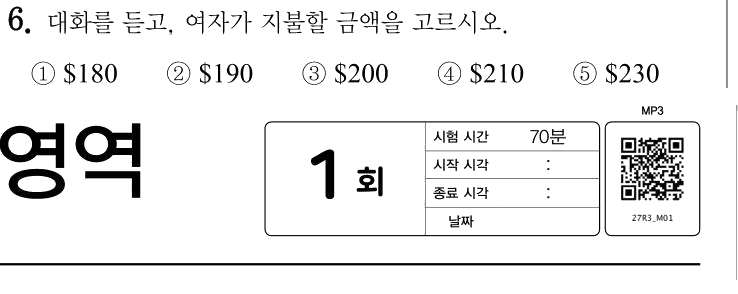 6. 대화를 듣고, 여자가 지불할 금액을 고르시오.
① $180 ② $190 ③ $200 ④ $210 ⑤ $230
MP3
영역
1회
시험 시간 70분
시작 시각 :
종료 시각 :
날짜
27R3_M01